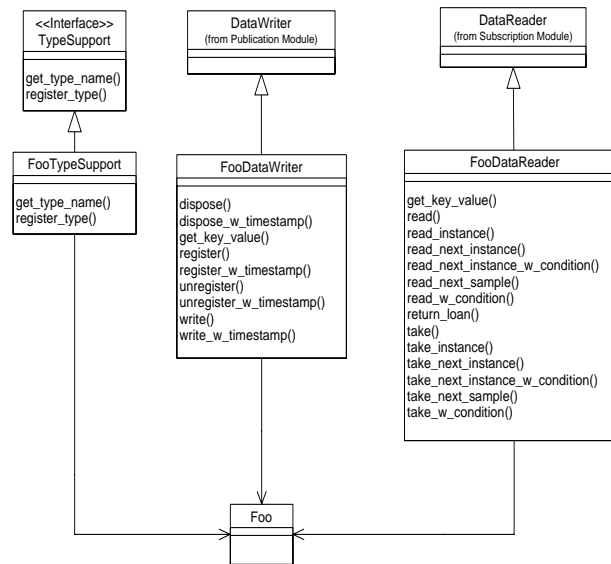 <<Interface>>
TypeSupport
get_type_name()
register_type()
DataWriter
(from Publication Module)
DataReader
(from Subscription Module)
FooTypeSupport
get_type_name()
register_type()
FooDataWriter
dispose()
dispose_w_timestamp()
get_key_value()
register()
register_w_timestamp()
unregister()
unregister_w_timestamp()
write()
write_w_timestamp()
FooDataReader
get_key_value()
read()
read_instance()
read_next_instance()
read_next_instance_w_condition()
read_next_sample()
read_w_condition()
return_loan()
take()
take_instance()
take_next_instance()
take_next_instance_w_condition()
take_next_sample()
take_w_condition()
Foo